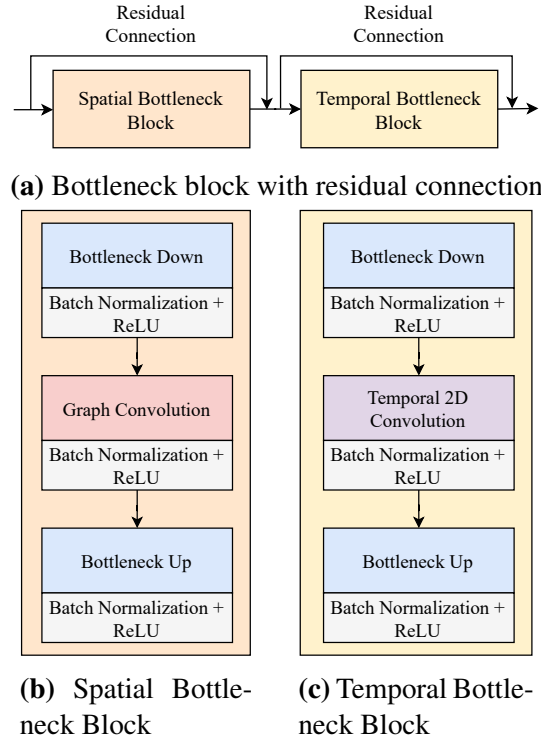 Residual
Connection
Residual
Connection
Spatial Bottleneck
Block
Temporal Bottleneck
Block
(a) Bottleneck block with residual connection
Bottleneck Down
Batch Normalization +
ReLU
Graph Convolution
Batch Normalization +
ReLU
Bottleneck Up
Batch Normalization +
ReLU
(b) Spatial Bottle-
neck Block
Bottleneck Down
Batch Normalization +
ReLU
Temporal 2D
Convolution
Batch Normalization +
ReLU
Bottleneck Up
Batch Normalization +
ReLU
(c) Temporal Bottle-
neck Block